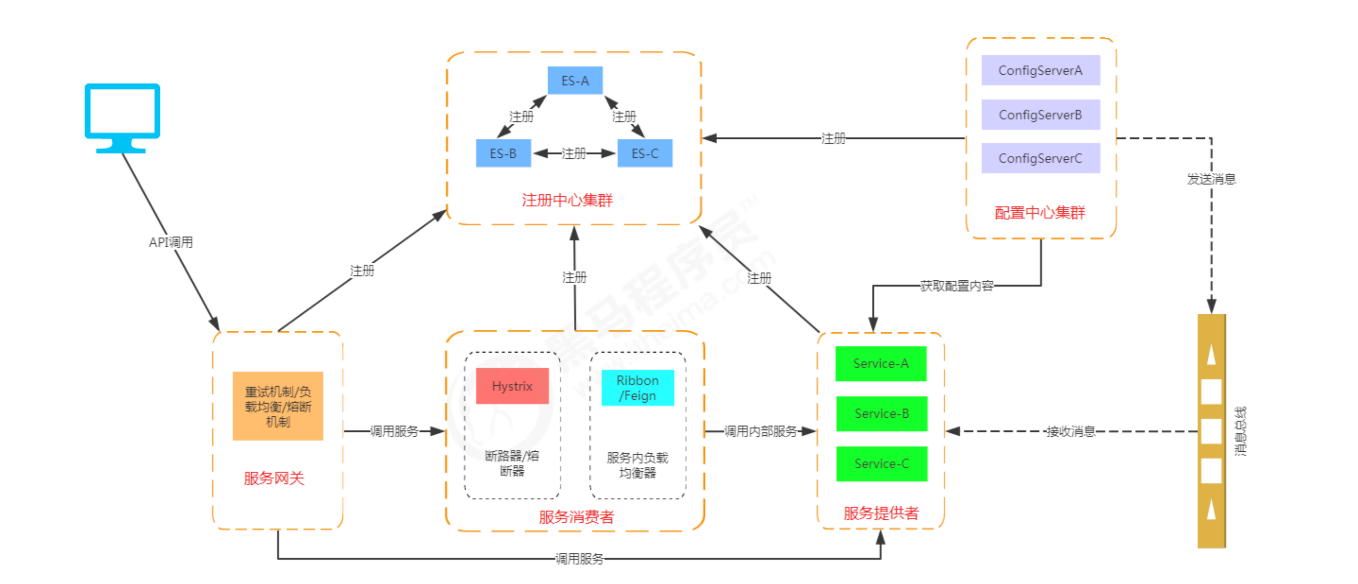 ES-A
注册
注册
ES-B
注册
ES-C
注册中心集群
ConfigServerA
ConfigServerB
ConfigServerC
配置中心集群
注册
发送消息
API调用
注册
注册
注册
获取配置内容
重试机制/负
载均衡/熔断
机制
服务网关
调用服务
Hystrix
断路器/熔
断器
Ribbon
/Feign
服务内负载
均衡器
服务消费者
调用内部服务
Service-A
Service-B
Service-C
服务提供者
接收消息
消息总线
调用服务
黑马程序员™
www.itheima.com